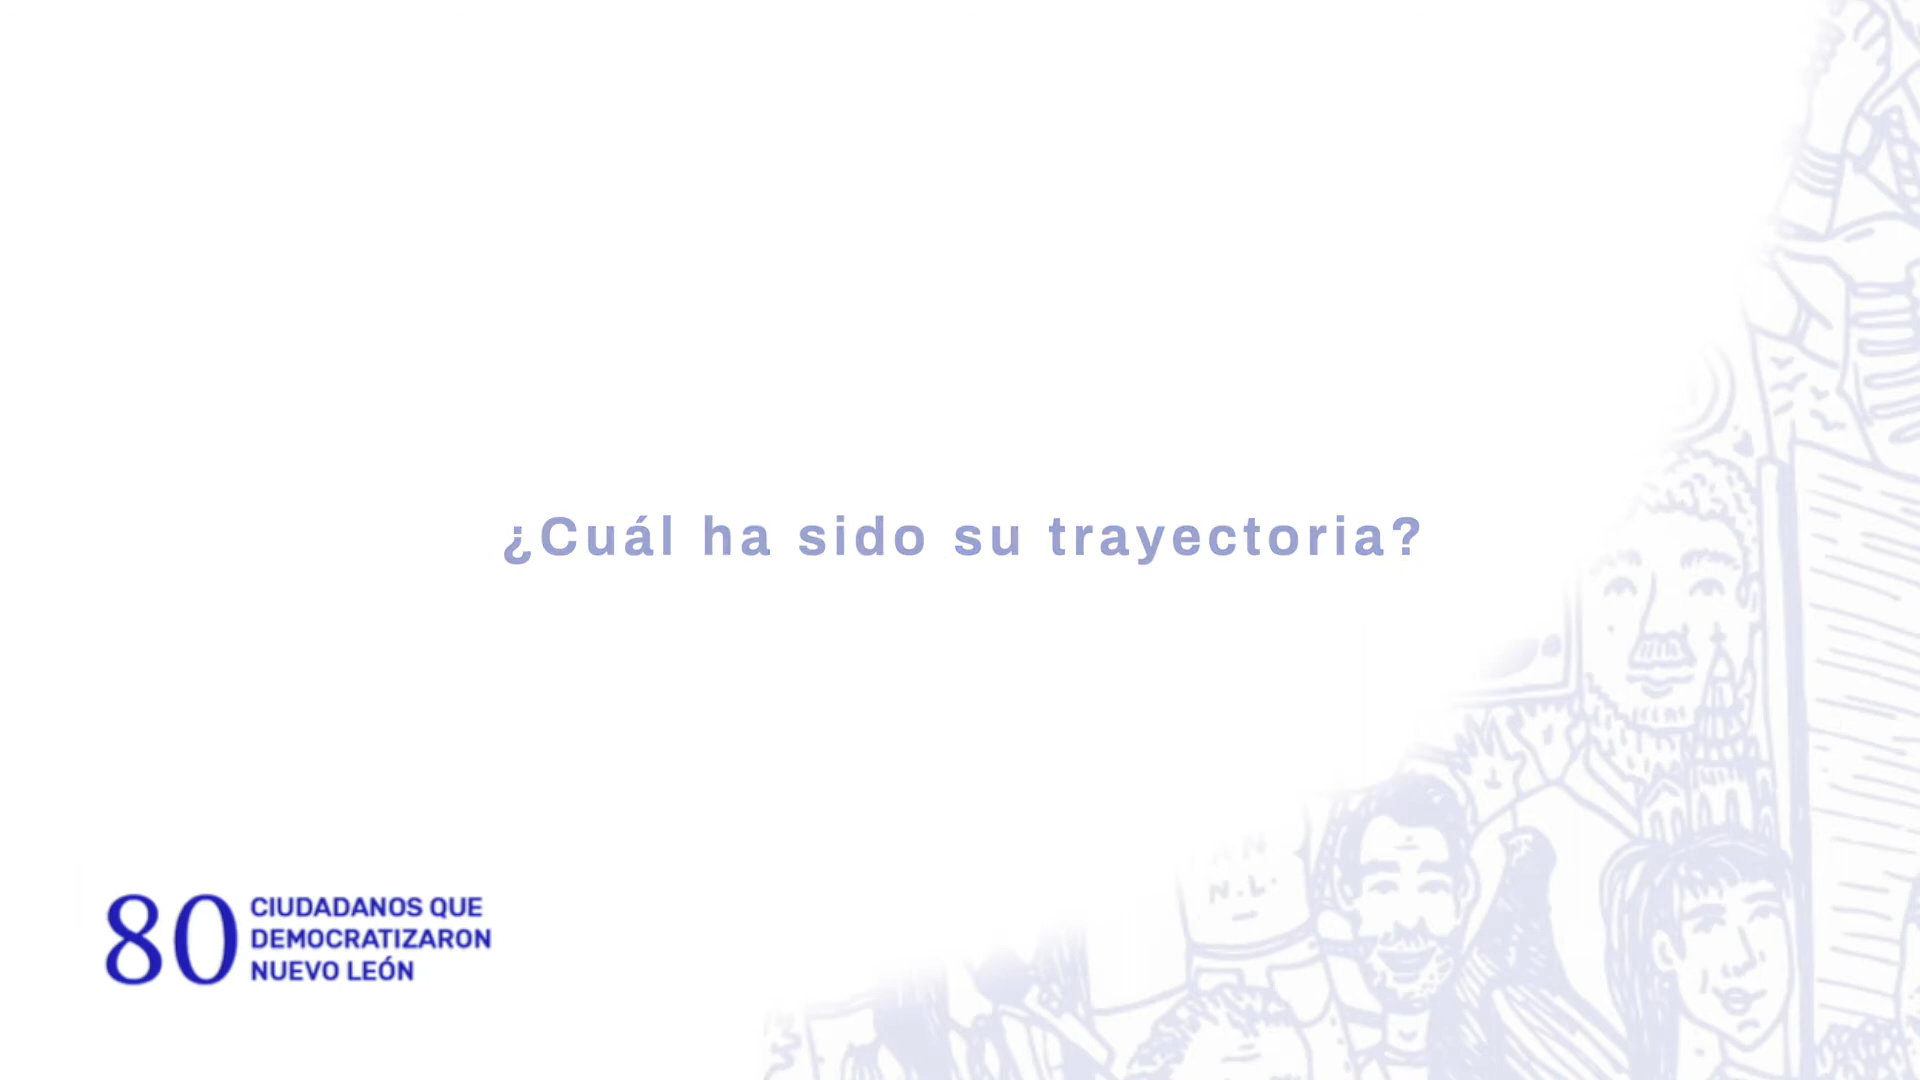 ¿Cuál ha sido su trayectoria?
N.L.
80 CIUDADANOS QUE
DEMOCRATIZARON
NUEVO LEÓN